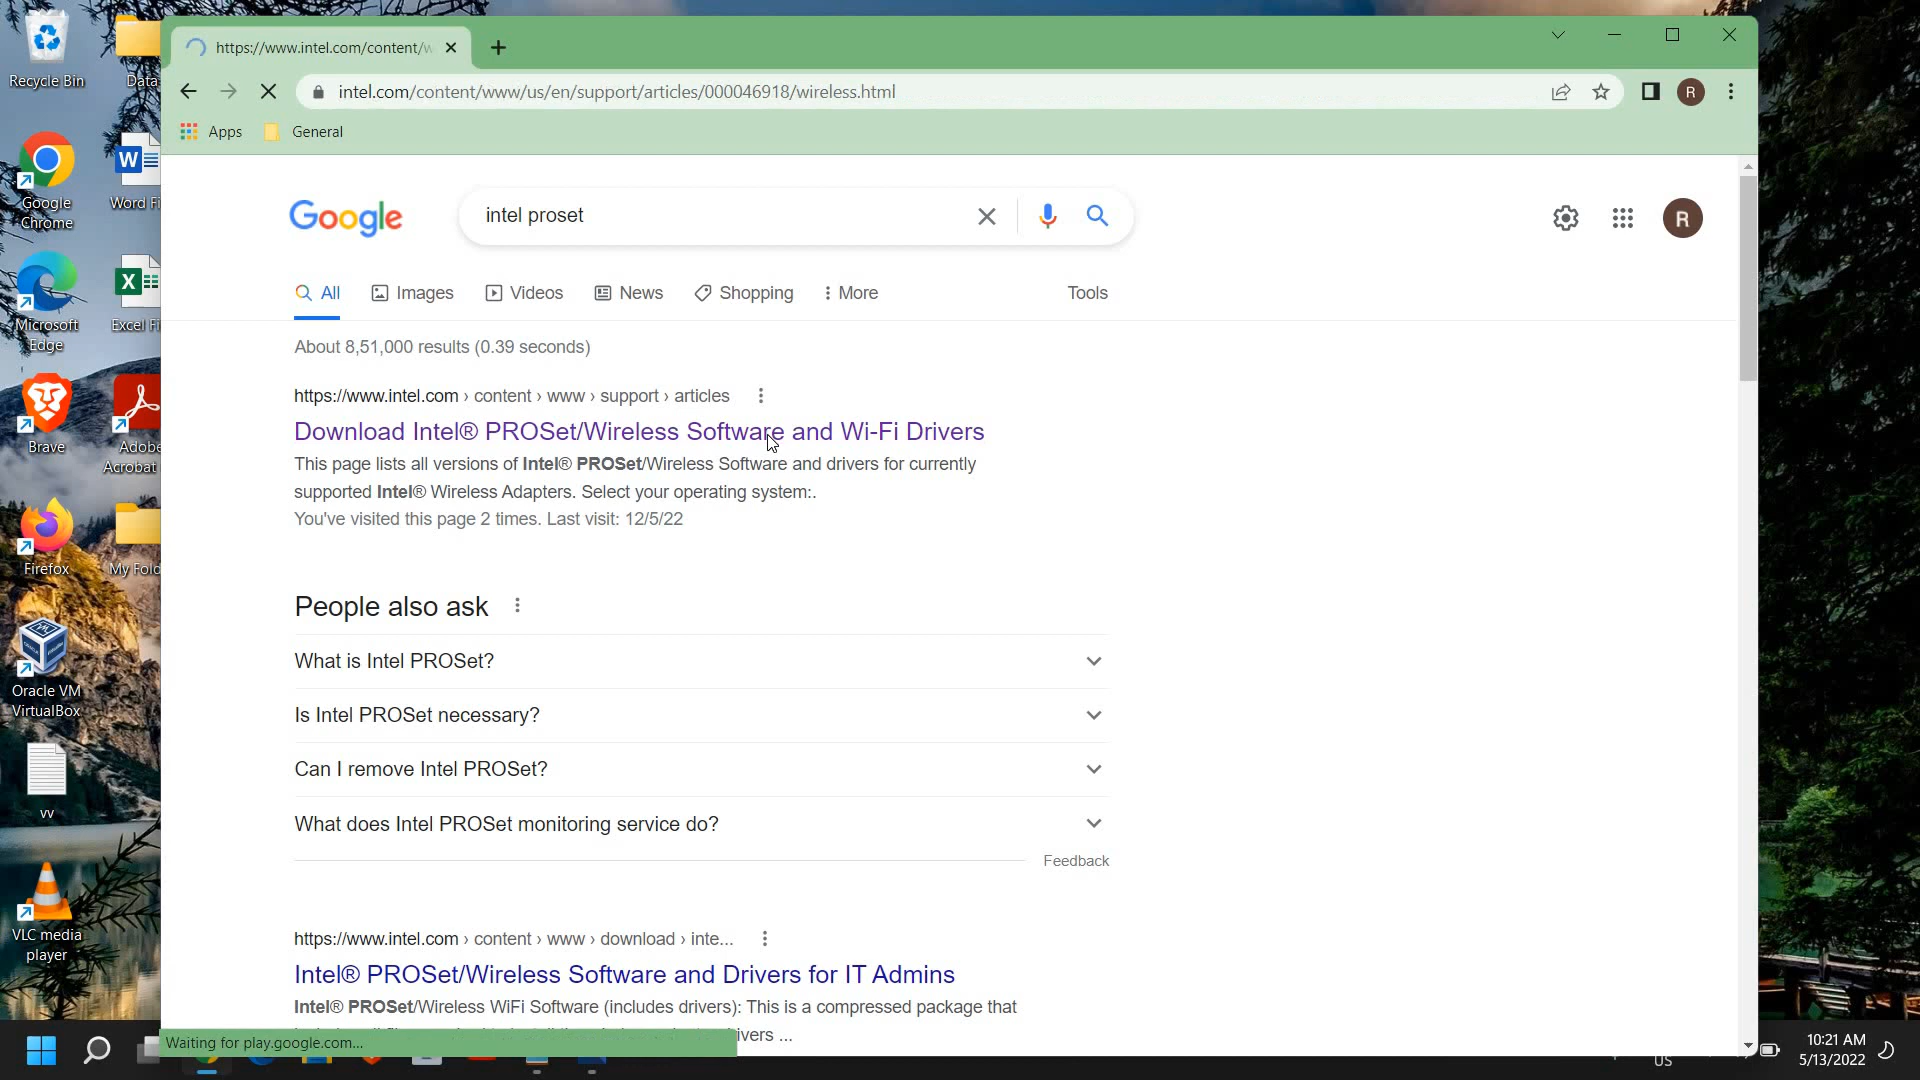 https://www.intel.com/content/w
intel.com/content/www/us/en/support/articles/000046918/wireless.html
R
Apps
General
Google
intel proset
R
All
Images
Videos
News
Shopping
More
Tools
About 8,51,000 results (0.39 seconds)
https://www.intel.com › content › www › support › articles
Download Intel® PROSet/Wireless Software and Wi-Fi Drivers
This page lists all versions of Intel® PROSet/Wireless Software and drivers for currently
supported Intel® Wireless Adapters. Select your operating system:.
You've visited this page 2 times. Last visit: 12/5/22
People also ask
What is Intel PROSet?
Is Intel PROSet necessary?
Can I remove Intel PROSet?
What does Intel PROSet monitoring service do?
Feedback
https://www.intel.com › content › www › download › inte...
Intel® PROSet/Wireless Software and Drivers for IT Admins
Intel® PROSet/Wireless WiFi Software (includes drivers): This is a compressed package that
Waiting for play.google.com...
Recycle Bin
Data
Google
Chrome
Word Fi
Microsoft
Edge
Excel Fi
Brave
Adobe
Acrobat
Firefox
My Fold
Oracle VM
VirtualBox
vv
VLC media
player
US
10:21 AM
5/13/2022